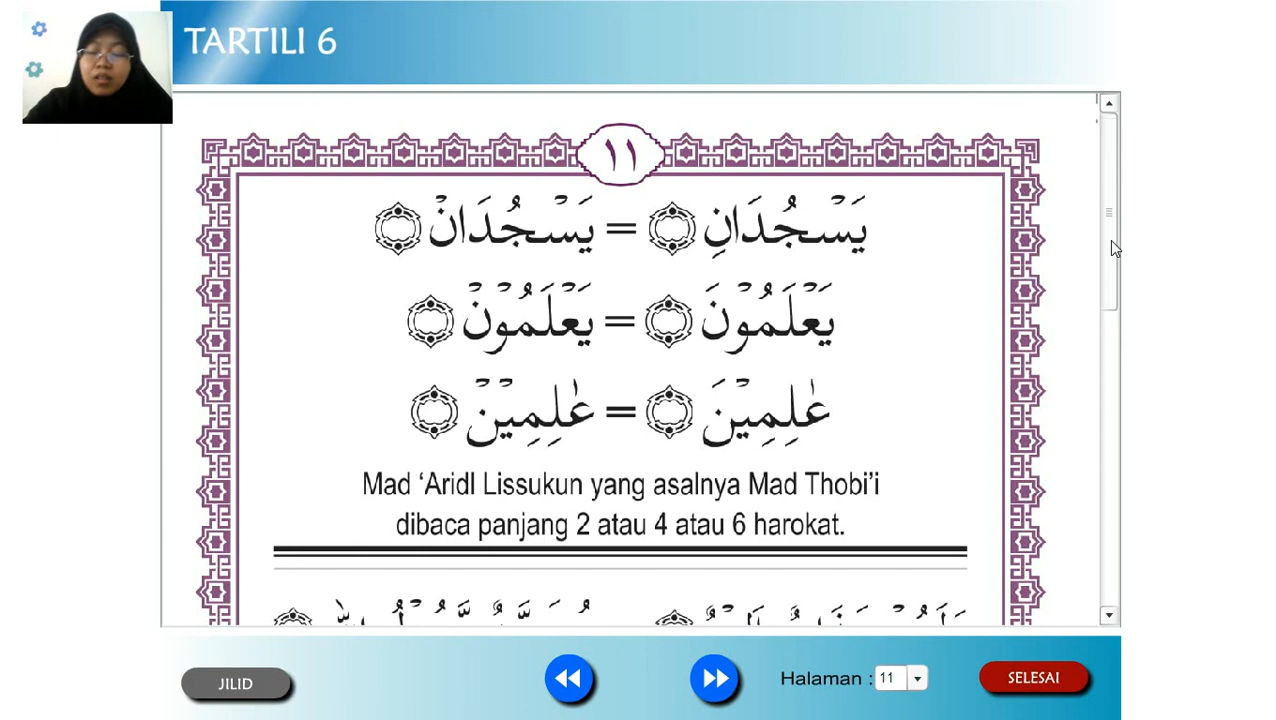 TARTILI 6
١١
يَسْجُدَانِ = يَسْجُدَانْ
يَعْلَمُوْنَ = يَعْلَمُوْنْ
عٰلِمِيْنَ = عٰلِمِيْنْ
Mad ‘Aridl Lissukun yang asalnya Mad Thobi’i
dibaca panjang 2 atau 4 atau 6 harokat.
JILID
Halaman : 11
SELESAI